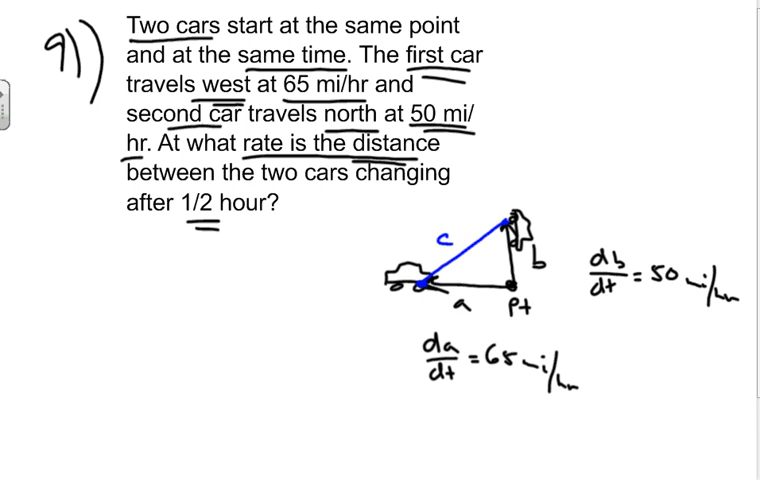 9))
Two cars start at the same point
and at the same time. The first car
travels west at 65 mi/hr and
second car travels north at 50 mi/
hr. At what rate is the distance
between the two cars changing
after 1/2 hour?
c
b
a
pt
db/dt = 50 mi/hr
da/dt = 65 mi/hr